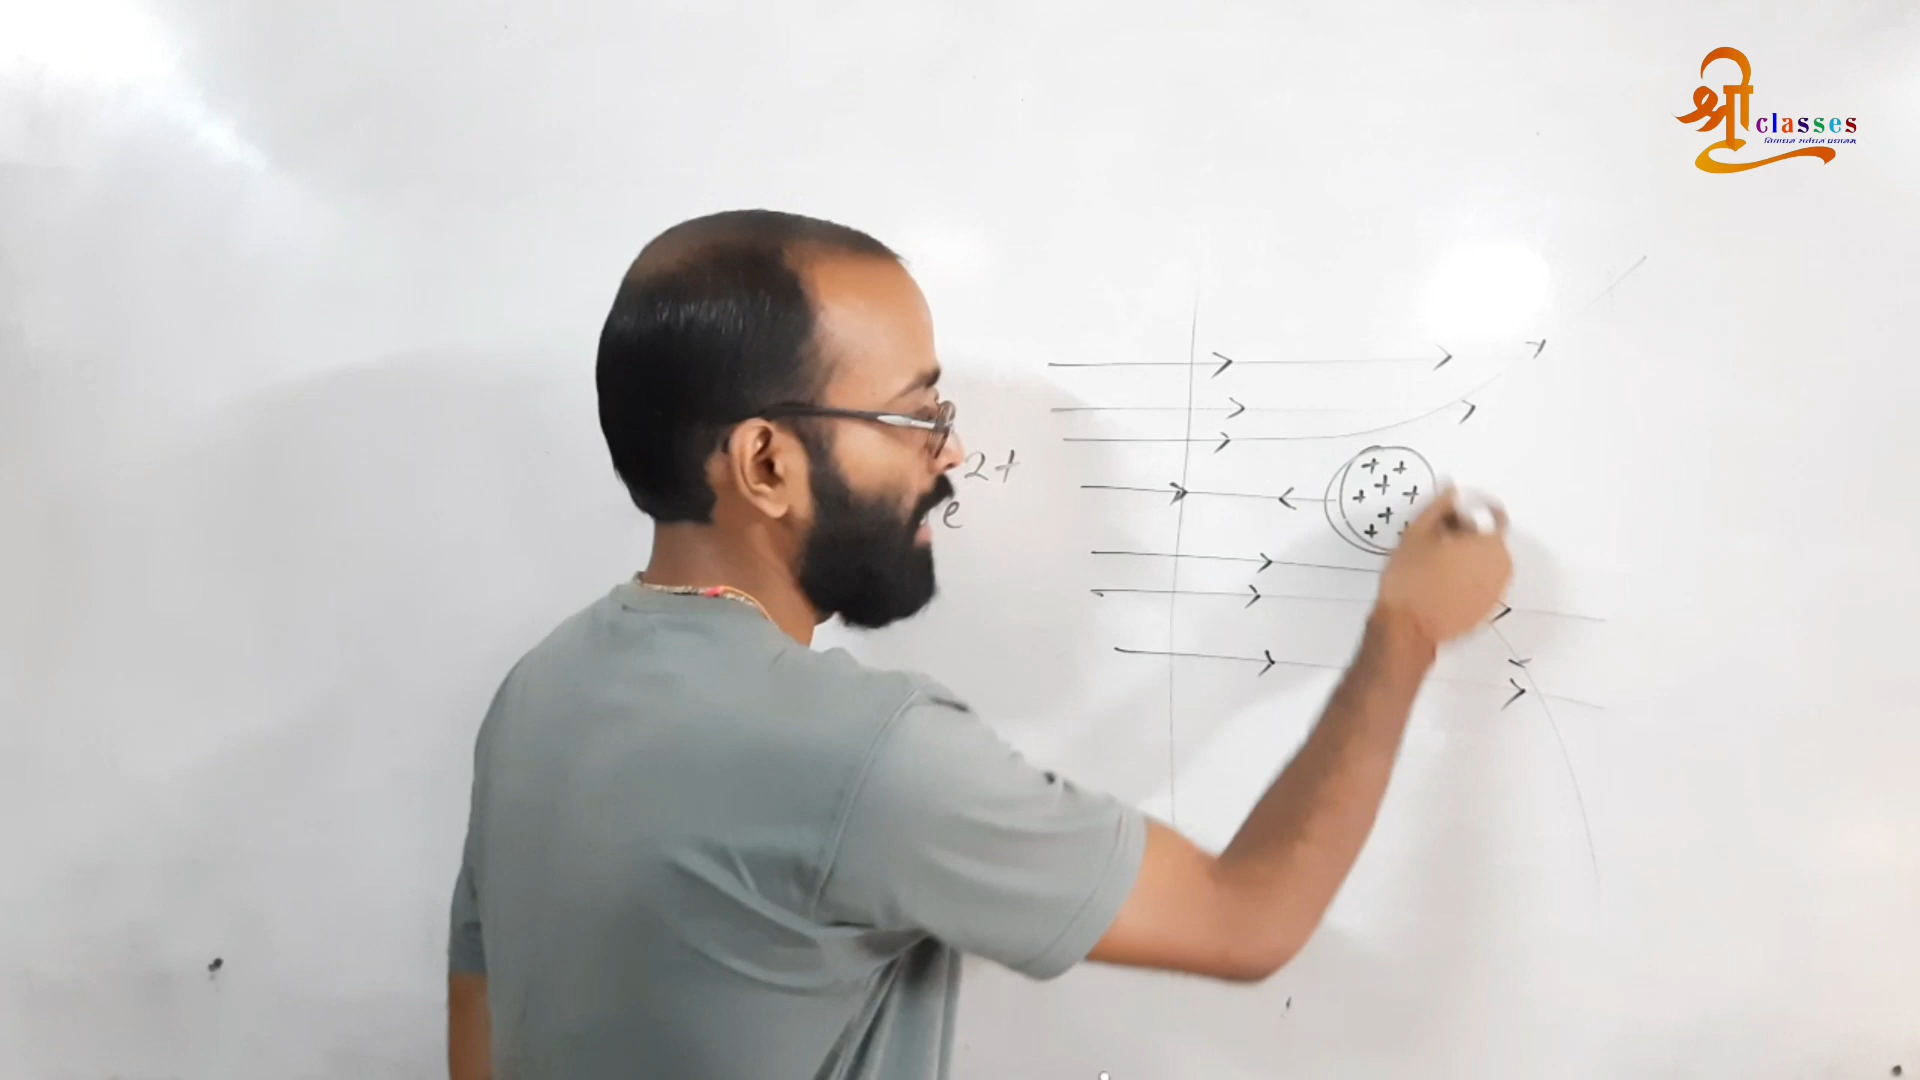 श्री classes
2+
e
+ +
+ + +
+
+